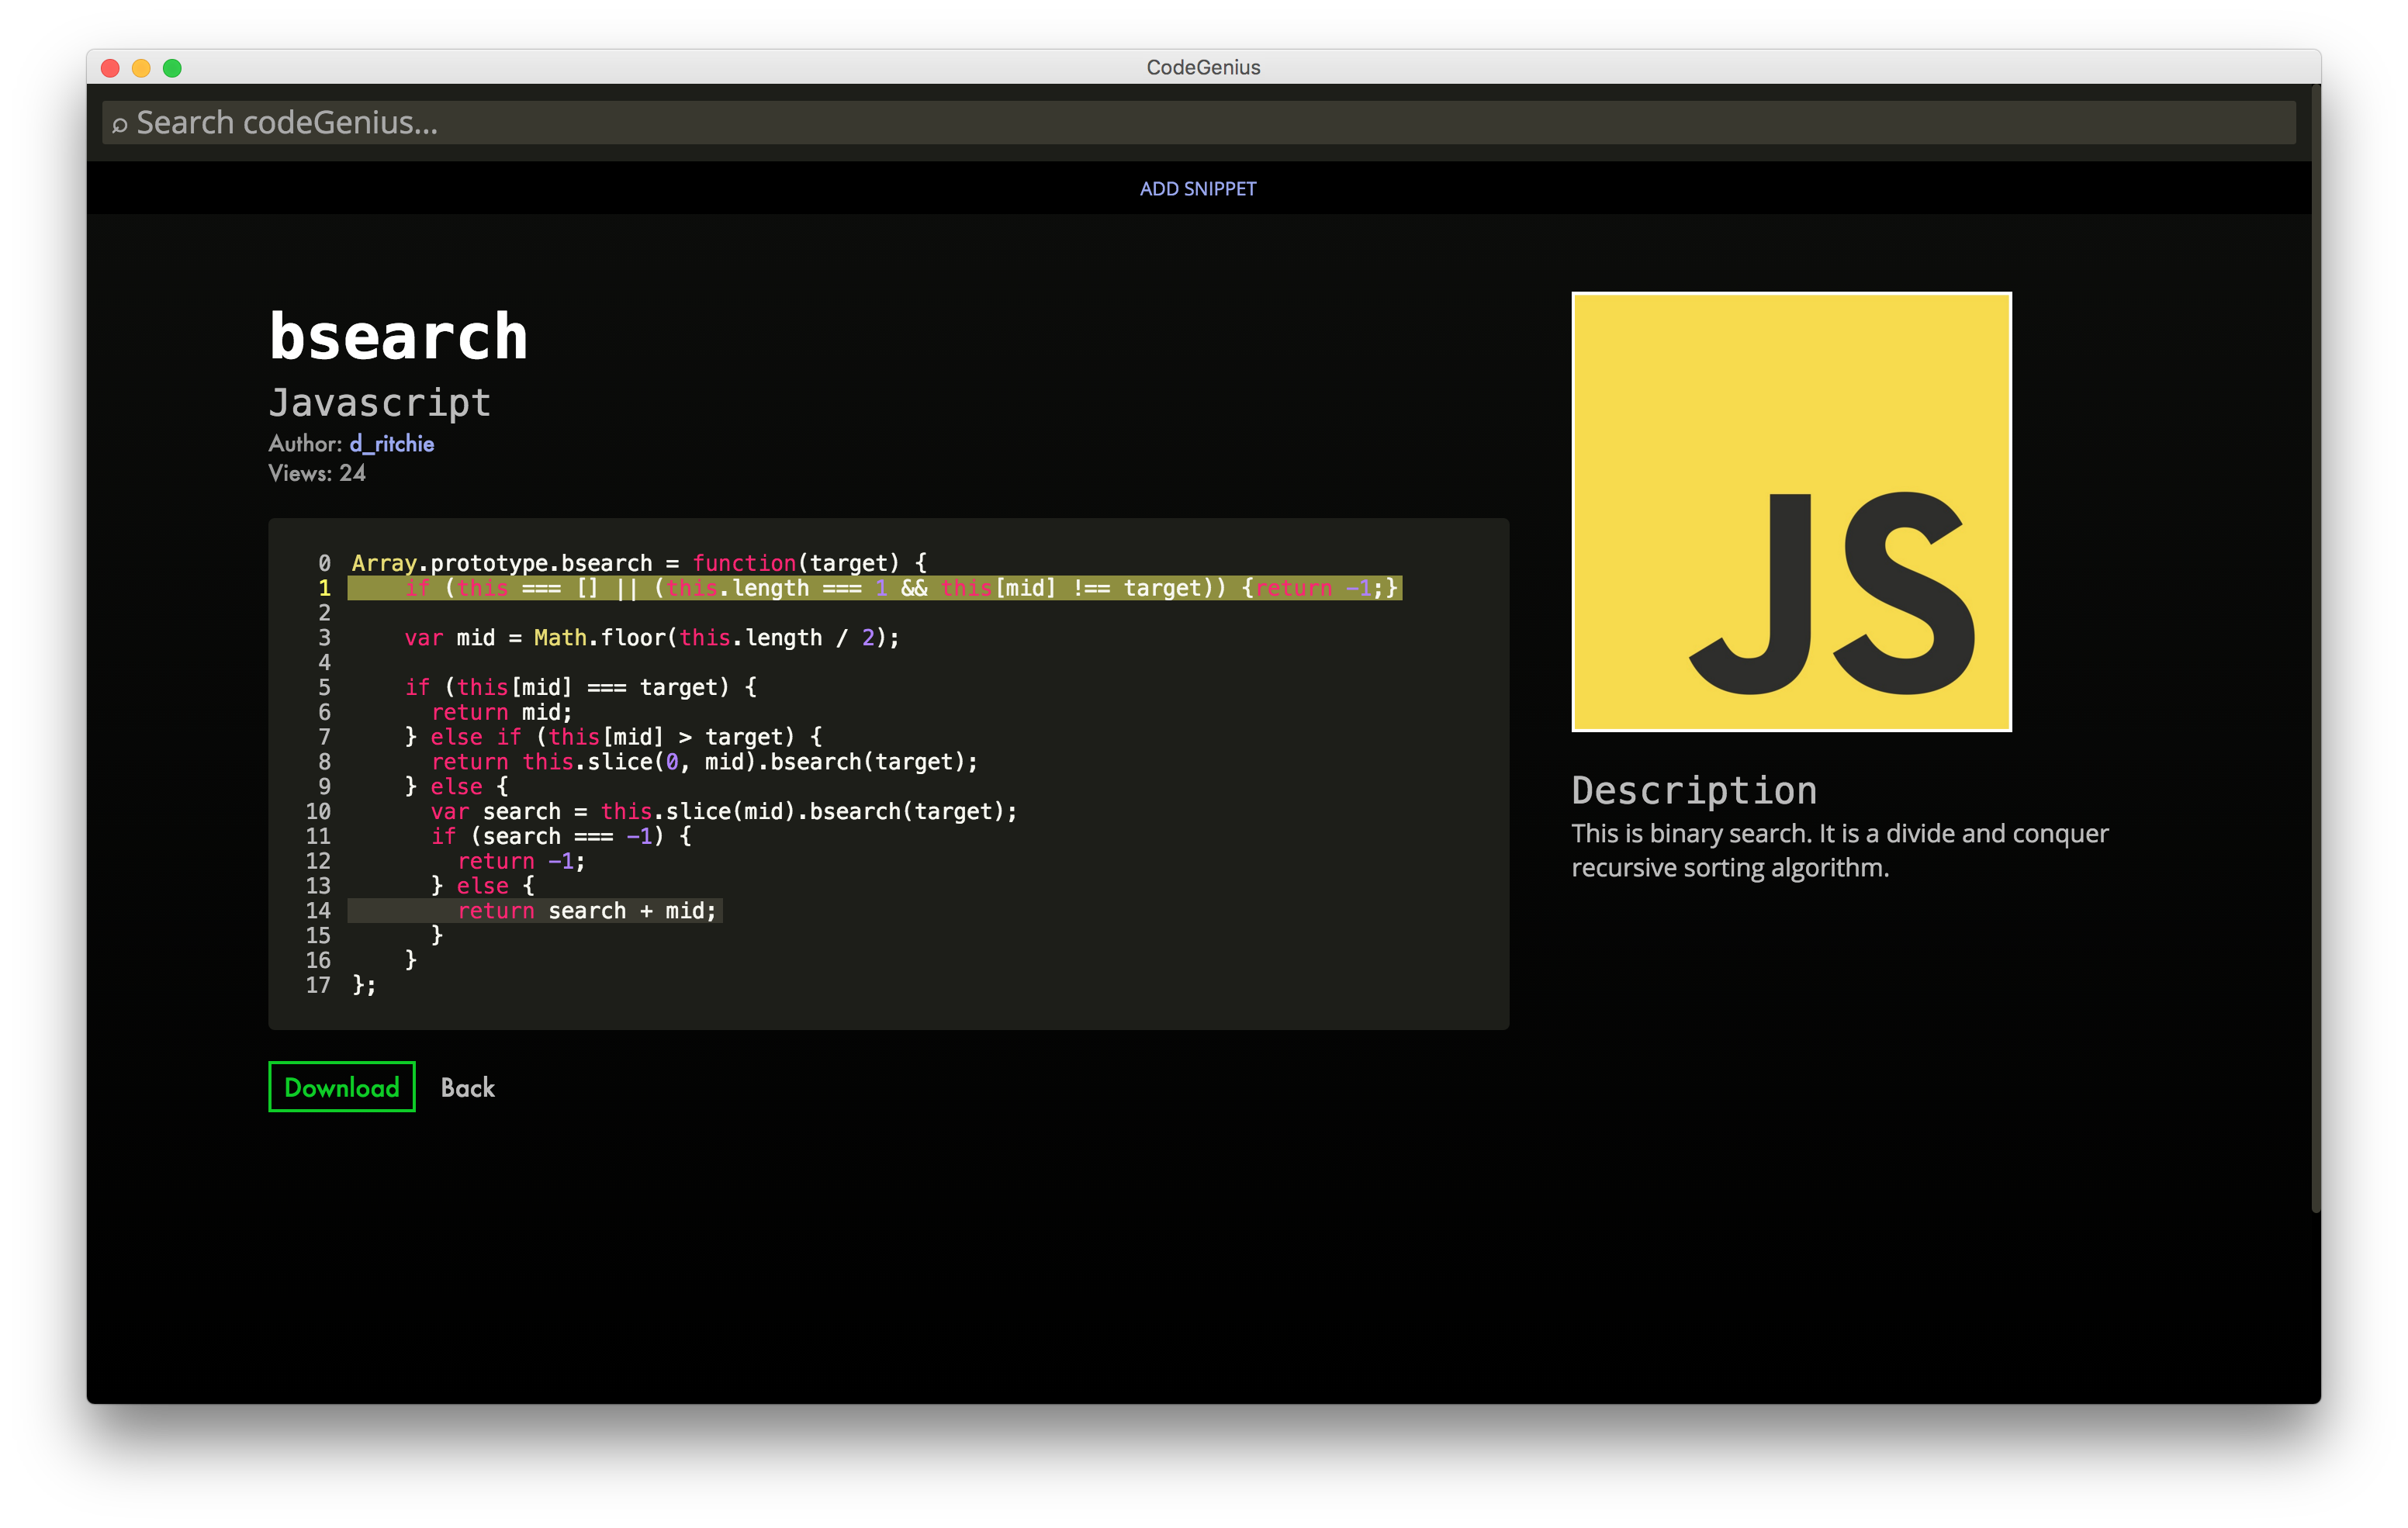 CodeGenius
Search codeGenius...
ADD SNIPPET
bsearch
Javascript
Author: d_ritchie
Views: 24
0 Array.prototype.bsearch = function(target) {
1     if (this === [] || (this.length === 1 && this[mid] !== target)) {return -1;}
2
3     var mid = Math.floor(this.length / 2);
4
5     if (this[mid] === target) {
6       return mid;
7     } else if (this[mid] > target) {
8       return this.slice(0, mid).bsearch(target);
9     } else {
10       var search = this.slice(mid).bsearch(target);
11       if (search === -1) {
12         return -1;
13       } else {
14         return search + mid;
15       }
16     }
17 };
Download Back
JS
Description
This is binary search. It is a divide and conquer
recursive sorting algorithm.